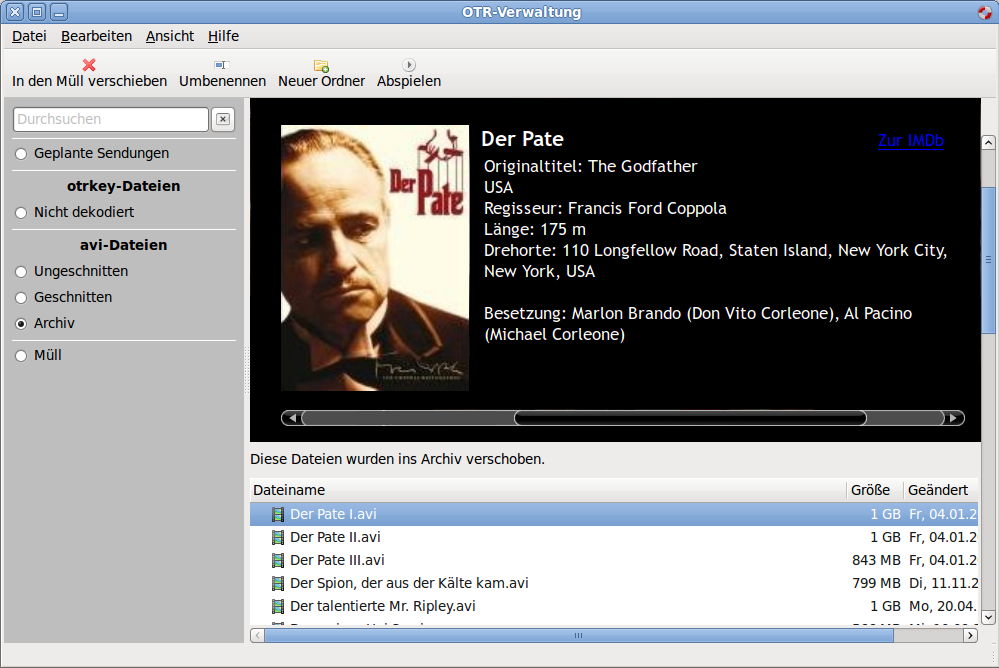 OTR-Verwaltung
Datei Bearbeiten Ansicht Hilfe
In den Müll verschieben Umbenennen Neuer Ordner Abspielen
Durchsuchen
Geplante Sendungen
otrkey-Dateien
Nicht dekodiert
avi-Dateien
Ungeschnitten
Geschnitten
Archiv
Müll
Der Pate
Der Pate
Zur IMDb
Originaltitel: The Godfather
USA
Regisseur: Francis Ford Coppola
Länge: 175 m
Drehorte: 110 Longfellow Road, Staten Island, New York City,
New York, USA
Besetzung: Marlon Brando (Don Vito Corleone), Al Pacino
(Michael Corleone)
Diese Dateien wurden ins Archiv verschoben.
Dateiname Größe Geändert
Der Pate I.avi 1 GB Fr, 04.01.2
Der Pate II.avi 1 GB Fr, 04.01.2
Der Pate III.avi 843 MB Fr, 04.01.2
Der Spion, der aus der Kälte kam.avi 799 MB Di, 11.11.2
Der talentierte Mr. Ripley.avi 1 GB Mo, 20.04.